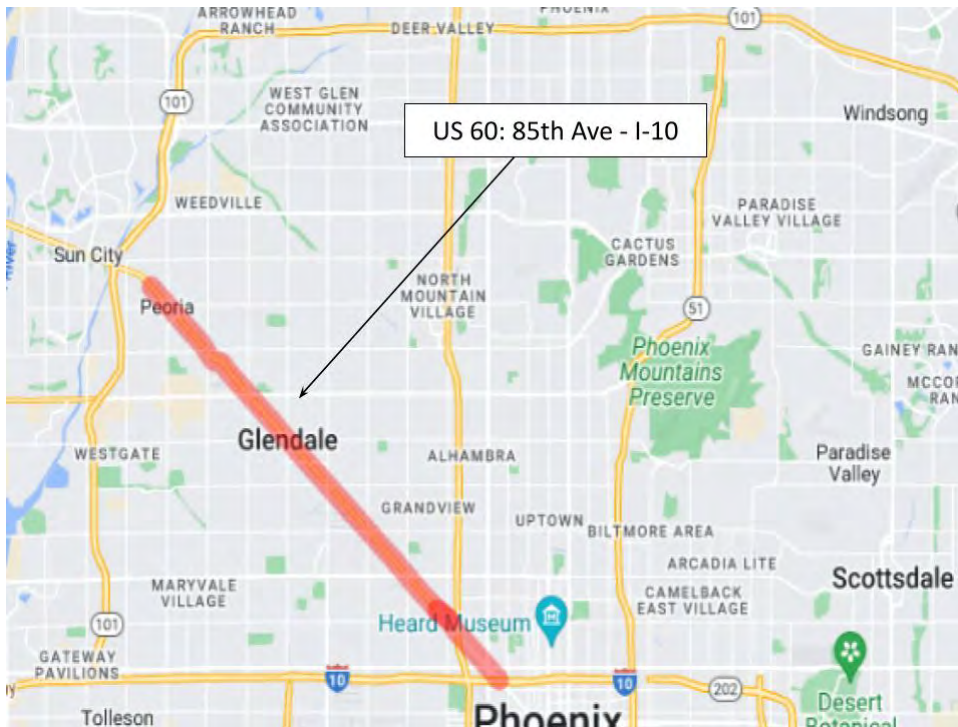 ARROWHEAD
RANCH
PHOENIX
101
DEER VALLEY
101
WEST GLEN
COMMUNITY
ASSOCIATION
Windsong
US 60: 85th Ave - I-10
WEEDVILLE
PARADISE
VALLEY VILLAGE
River
Sun City
CACTUS
GARDENS
NORTH
MOUNTAIN
VILLAGE
Peoria
51
Phoenix
Mountains
Preserve
GAINEY RAN
MCCOR
RAN
Glendale
WESTGATE
ALHAMBRA
Paradise
Valley
GRANDVIEW
UPTOWN
BILTMORE AREA
ARCADIA LITE
Scottsdale
MARYVALE
VILLAGE
CAMELBACK
EAST VILLAGE
101
Heard Museum
GATEWAY
PAVILIONS
10
10
202
Desert
Botanical
Tolleson
Phoenix